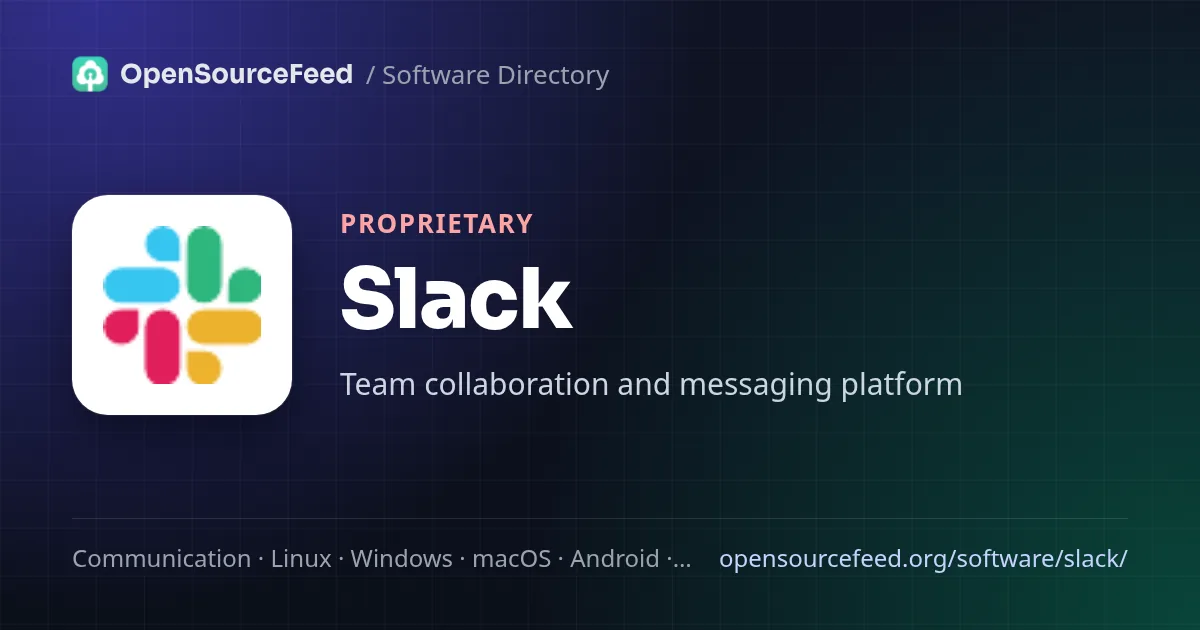 OpenSourceFeed / Software Directory
PROPRIETARY
Slack
Team collaboration and messaging platform
Communication · Linux · Windows · macOS · Android ·... opensourcefeed.org/software/slack/